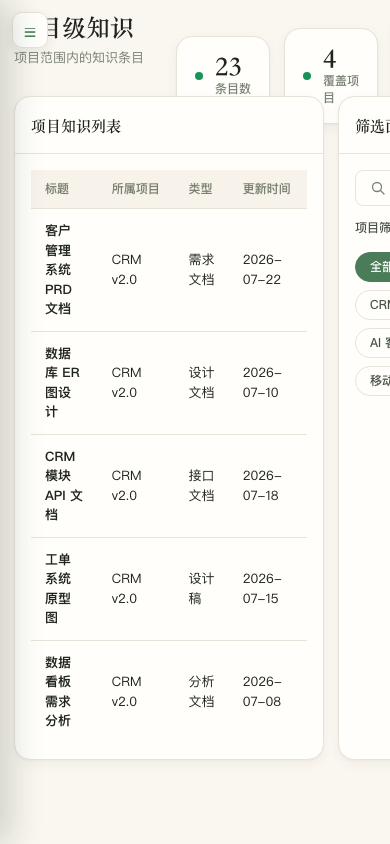 目级知识
项目范围内的知识条目
23
条目数
4
覆盖项
目
项目知识列表
标题 所属项目 类型 更新时间
客户
管理
系统
PRD
文档
CRM
v2.0
需求
文档
2026-
07-22
数据
库 ER
图设
计
CRM
v2.0
设计
文档
2026-
07-10
CRM
模块
API 文
档
CRM
v2.0
接口
文档
2026-
07-18
工单
系统
原型
图
CRM
v2.0
设计
稿
2026-
07-15
数据
看板
需求
分析
CRM
v2.0
分析
文档
2026-
07-08
筛选
项目筛
全部
CRM
AI
移动